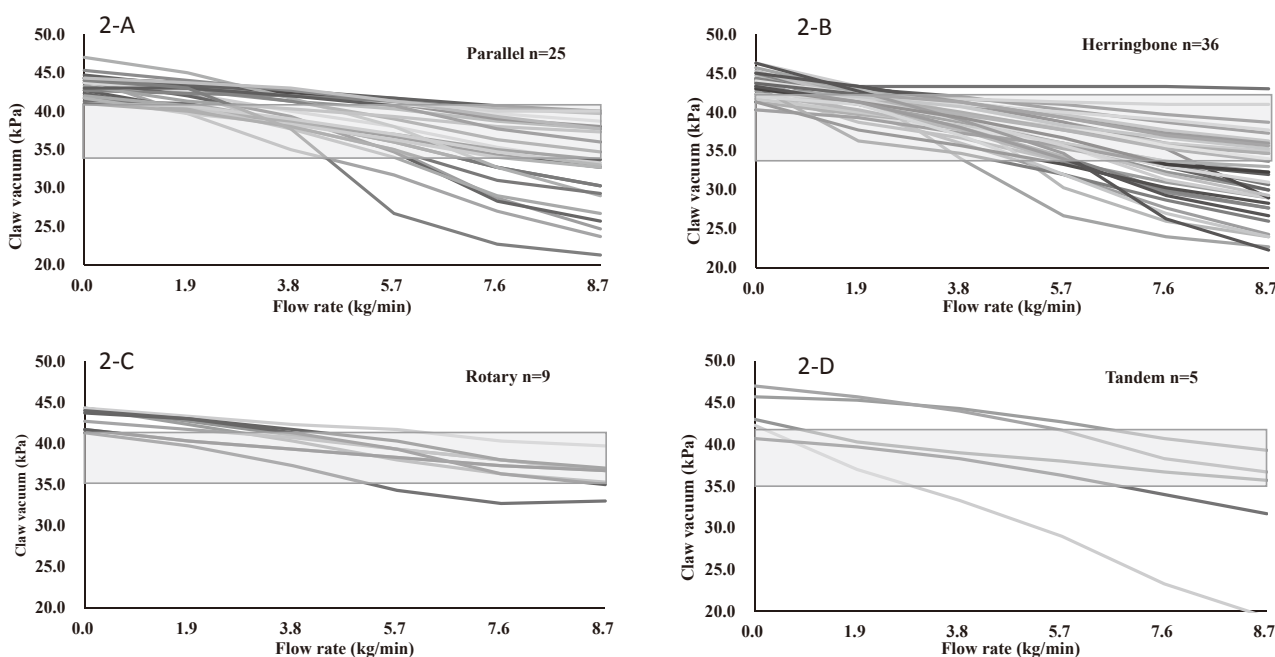 2-A
Parallel n=25
Claw vacuum (kPa)
50.0
45.0
40.0
35.0
30.0
25.0
20.0
0.0 1.9 3.8 5.7 7.6 8.7
Flow rate (kg/min)
2-B
Herringbone n=36
Claw vacuum (kPa)
50.0
45.0
40.0
35.0
30.0
25.0
20.0
0.0 1.9 3.8 5.7 7.6 8.7
Flow rate (kg/min)
2-C
Rotary n=9
Claw vacuum (kPa)
50.0
45.0
40.0
35.0
30.0
25.0
20.0
0.0 1.9 3.8 5.7 7.6 8.7
Flow rate (kg/min)
2-D
Tandem n=5
Claw vacuum (kPa)
50.0
45.0
40.0
35.0
30.0
25.0
20.0
0.0 1.9 3.8 5.7 7.6 8.7
Flow rate (kg/min)